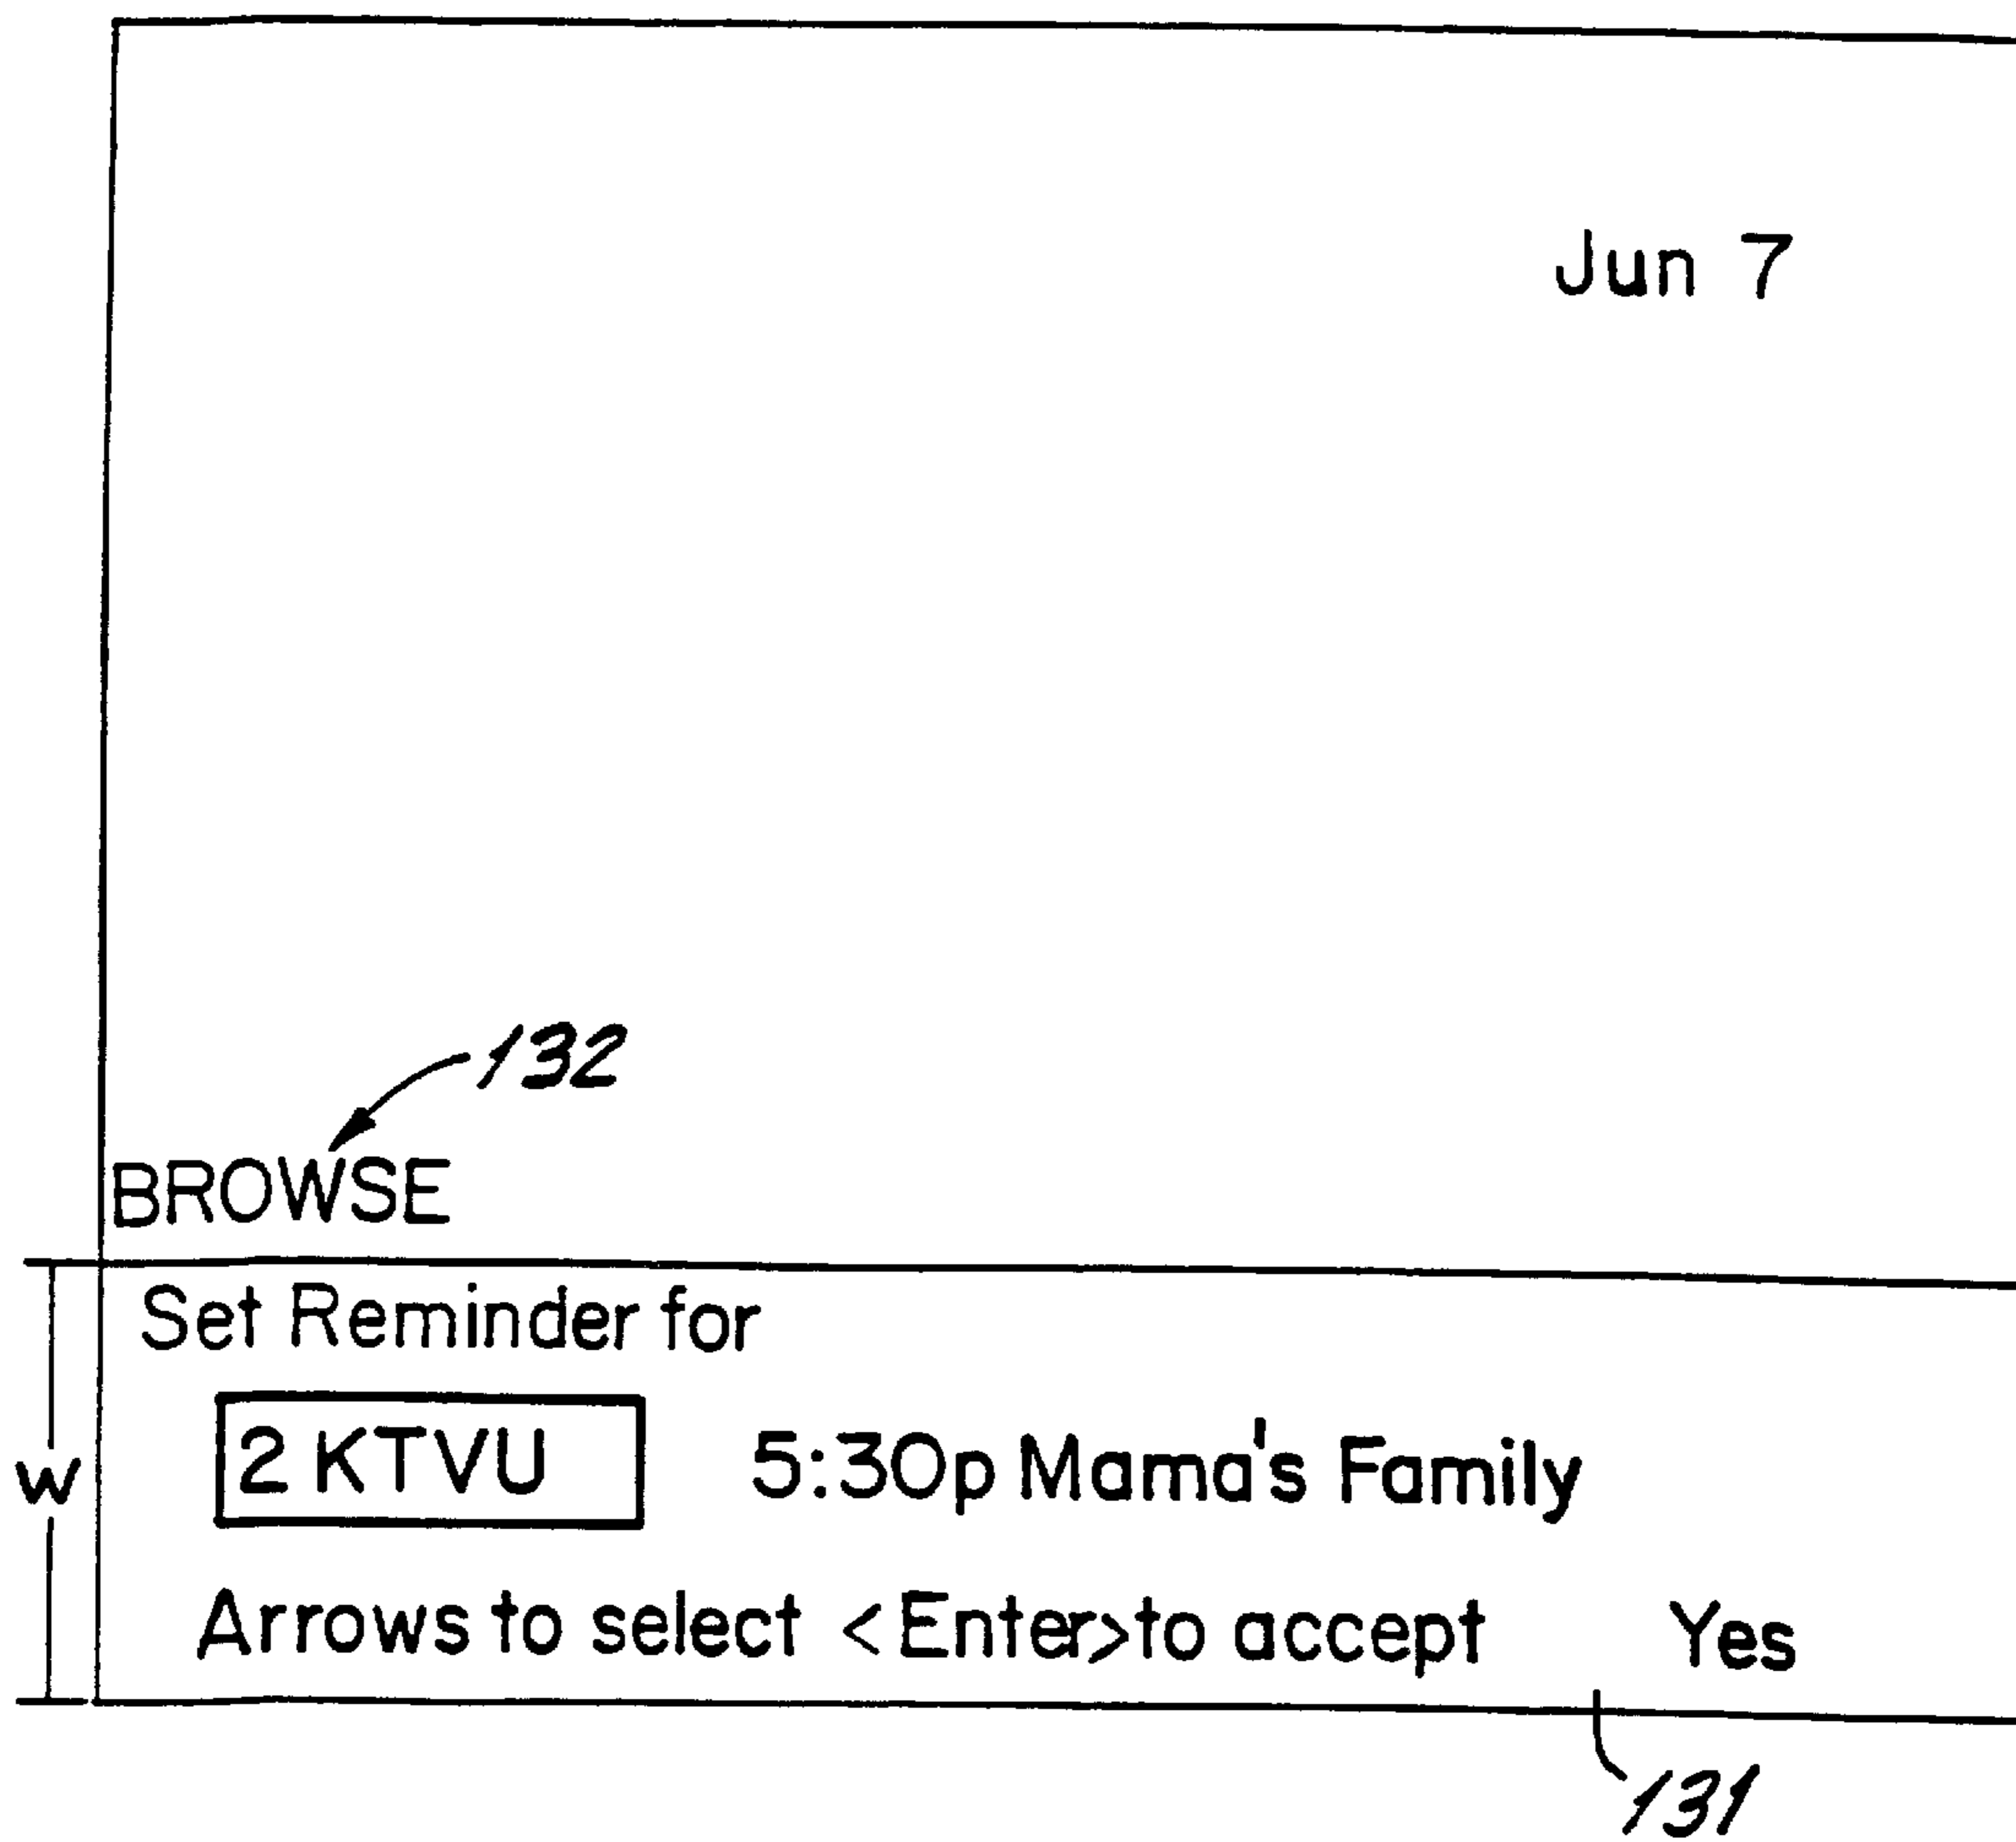 Jun 7
132
BROWSE
Set Reminder for
2 KTVU 5:30p Mama's Family
w
Arrows to select <Enter> to accept Yes
131